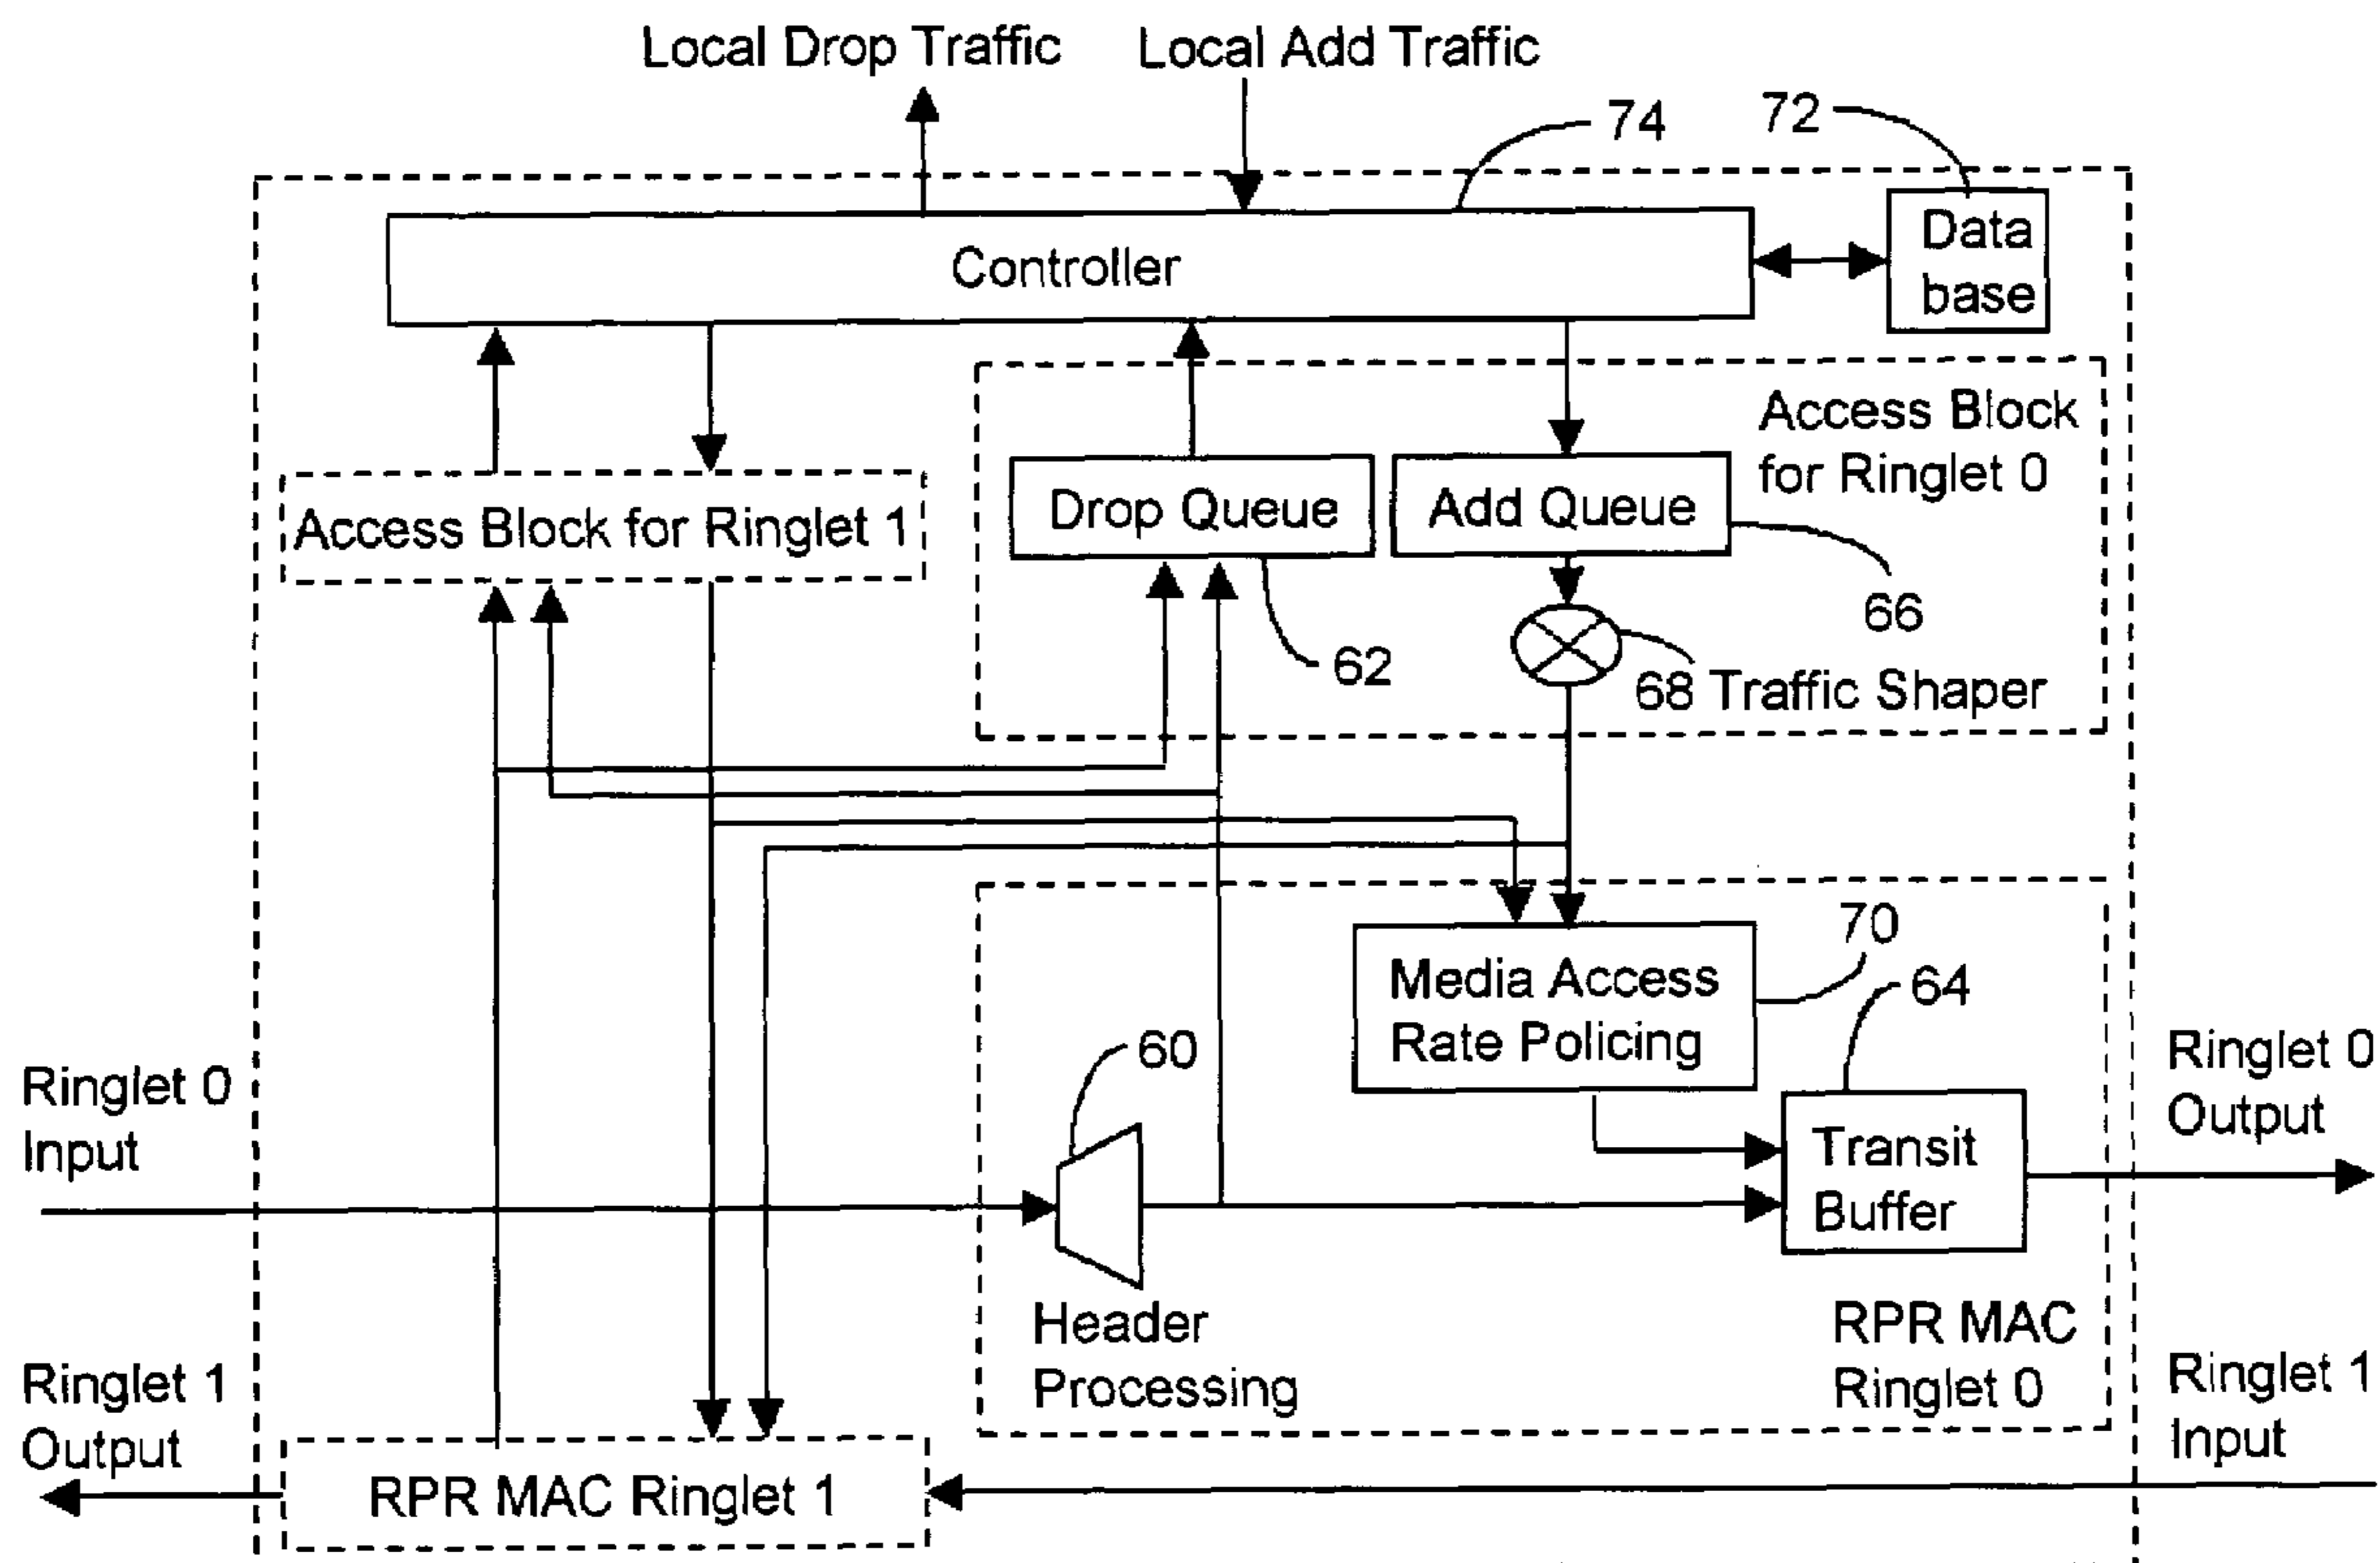 Local Drop Traffic
Local Add Traffic
74
72
Controller
Data
base
Access Block
for Ringlet 0
Access Block for Ringlet 1
Drop Queue
Add Queue
66
62
68 Traffic Shaper
70
Media Access
Rate Policing
64
60
Ringlet 0
Input
Ringlet 0
Output
Transit
Buffer
Header
Processing
RPR MAC
Ringlet 0
Ringlet 1
Output
Ringlet 1
Input
RPR MAC Ringlet 1